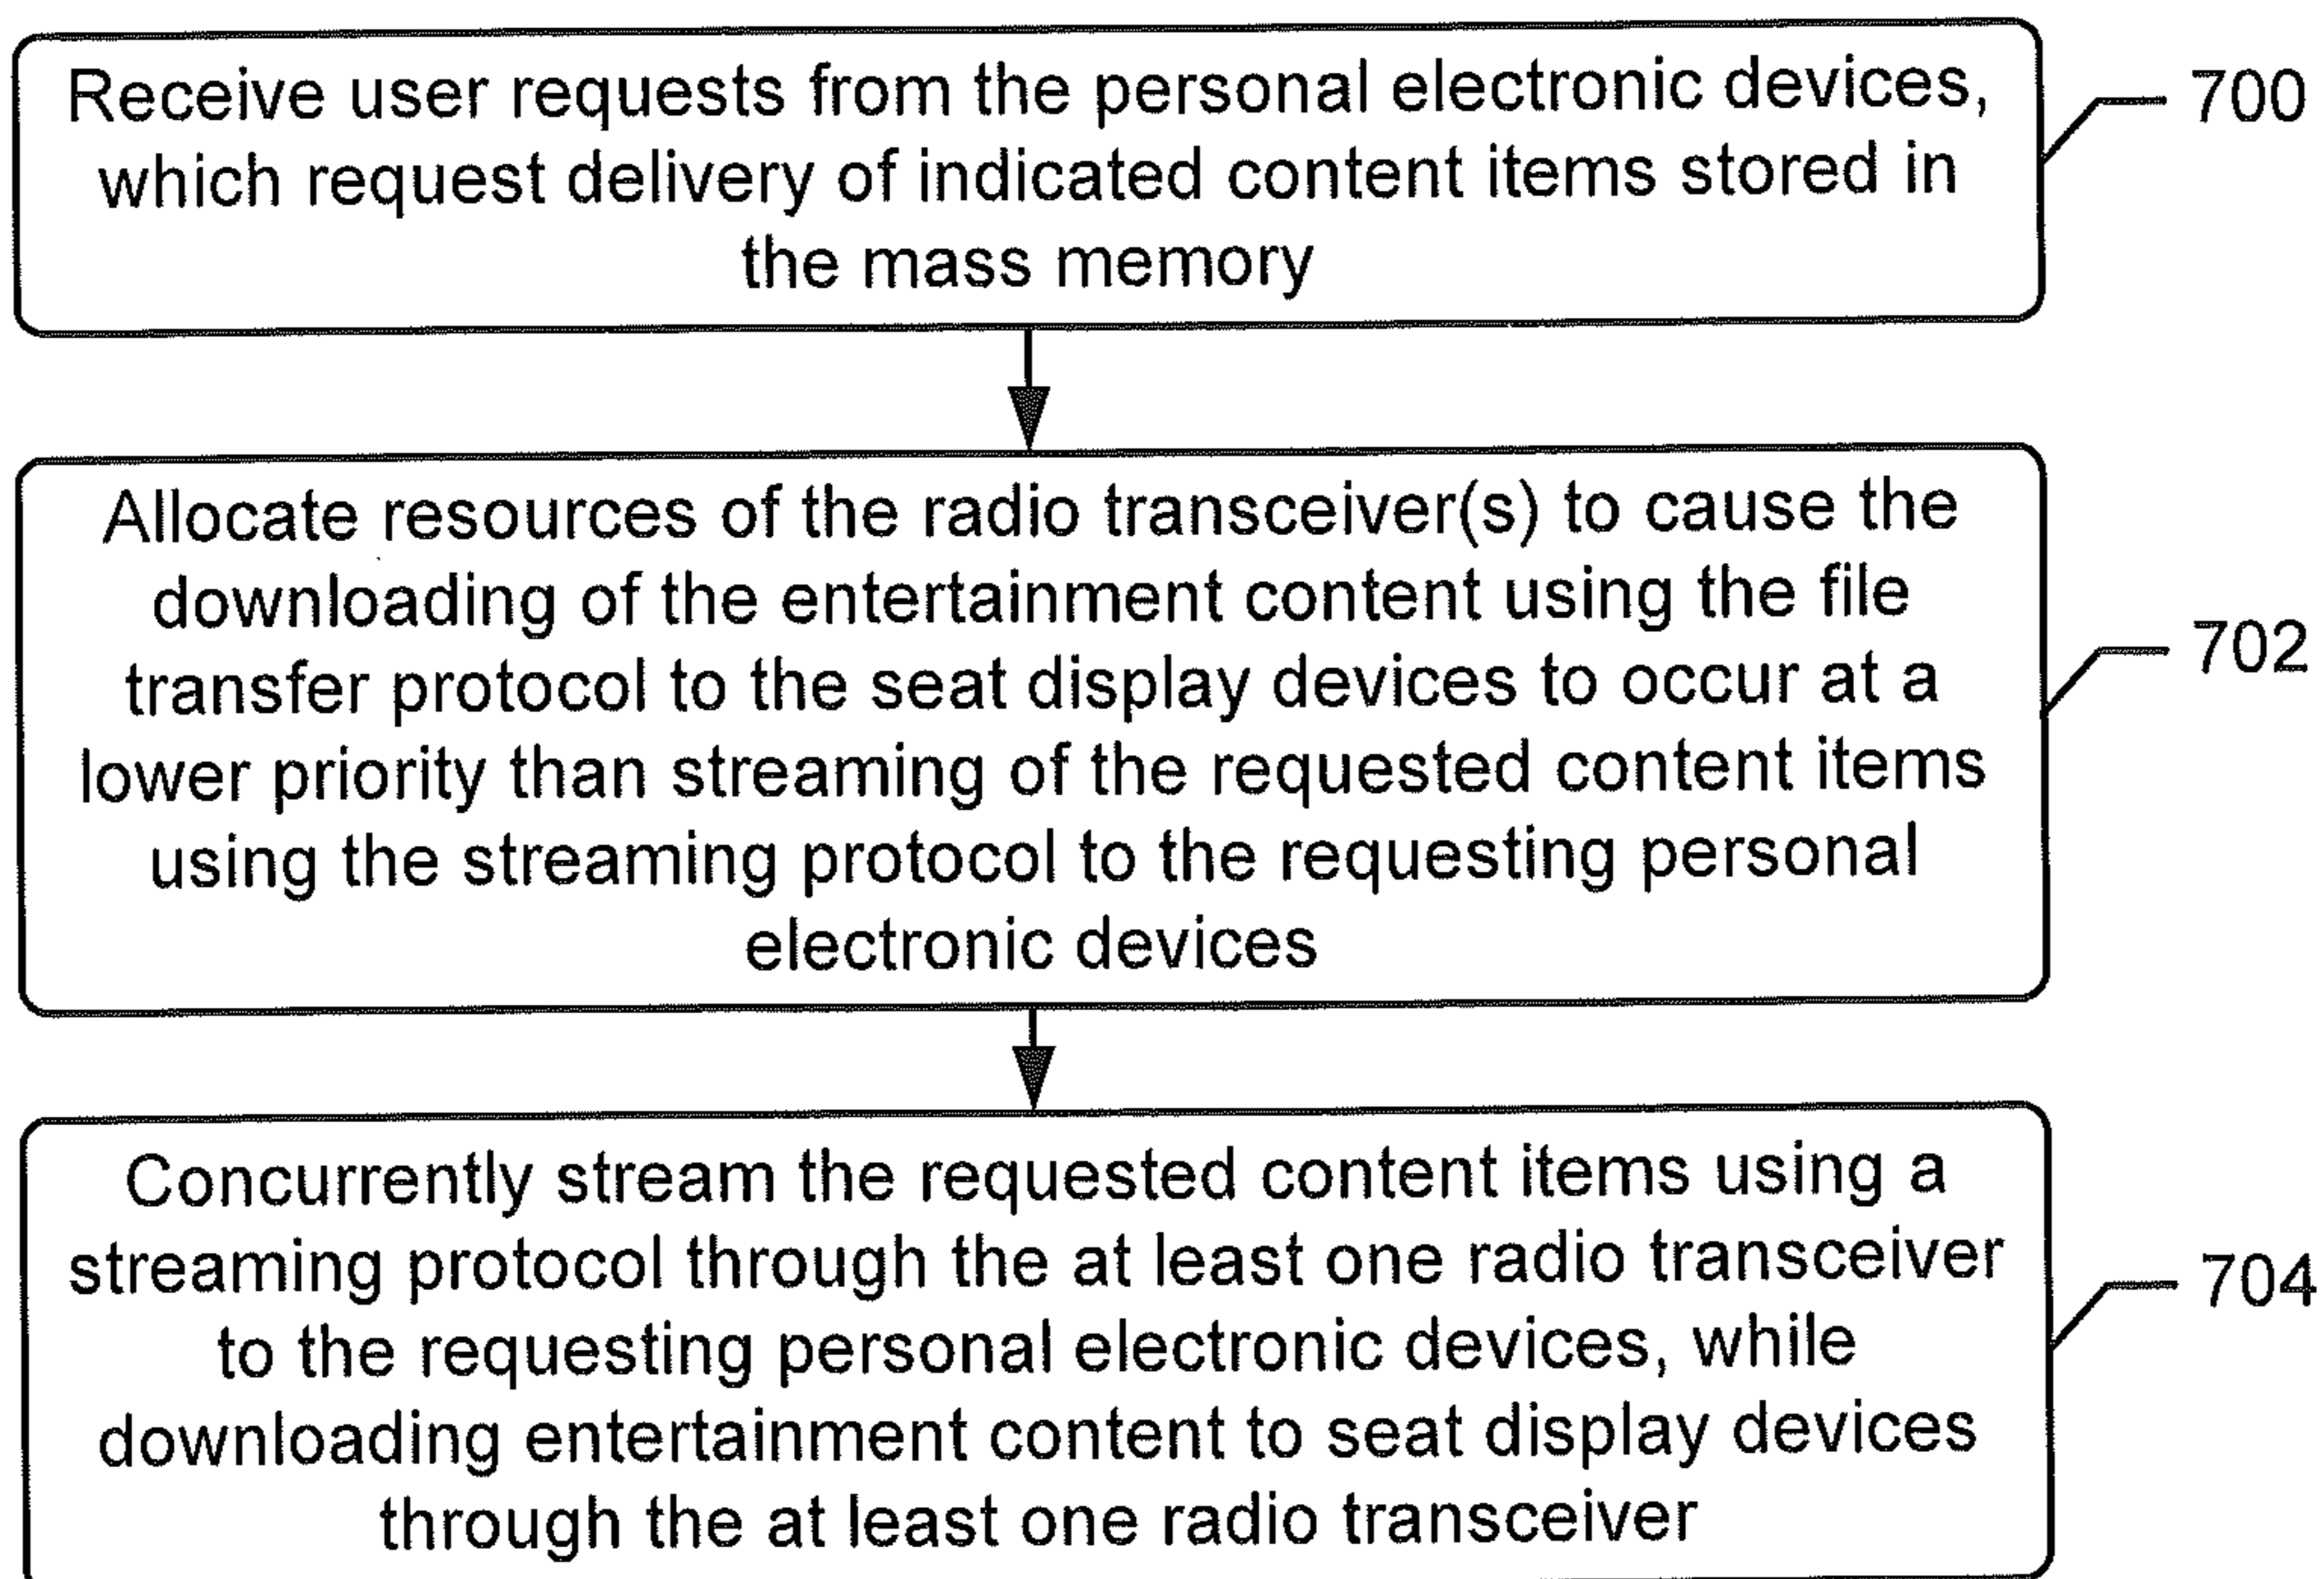 Receive user requests from the personal electronic devices,
which request delivery of indicated content items stored in
the mass memory
700
Allocate resources of the radio transceiver(s) to cause the
downloading of the entertainment content using the file
transfer protocol to the seat display devices to occur at a
lower priority than streaming of the requested content items
using the streaming protocol to the requesting personal
electronic devices
702
Concurrently stream the requested content items using a
streaming protocol through the at least one radio transceiver
to the requesting personal electronic devices, while
downloading entertainment content to seat display devices
through the at least one radio transceiver
704